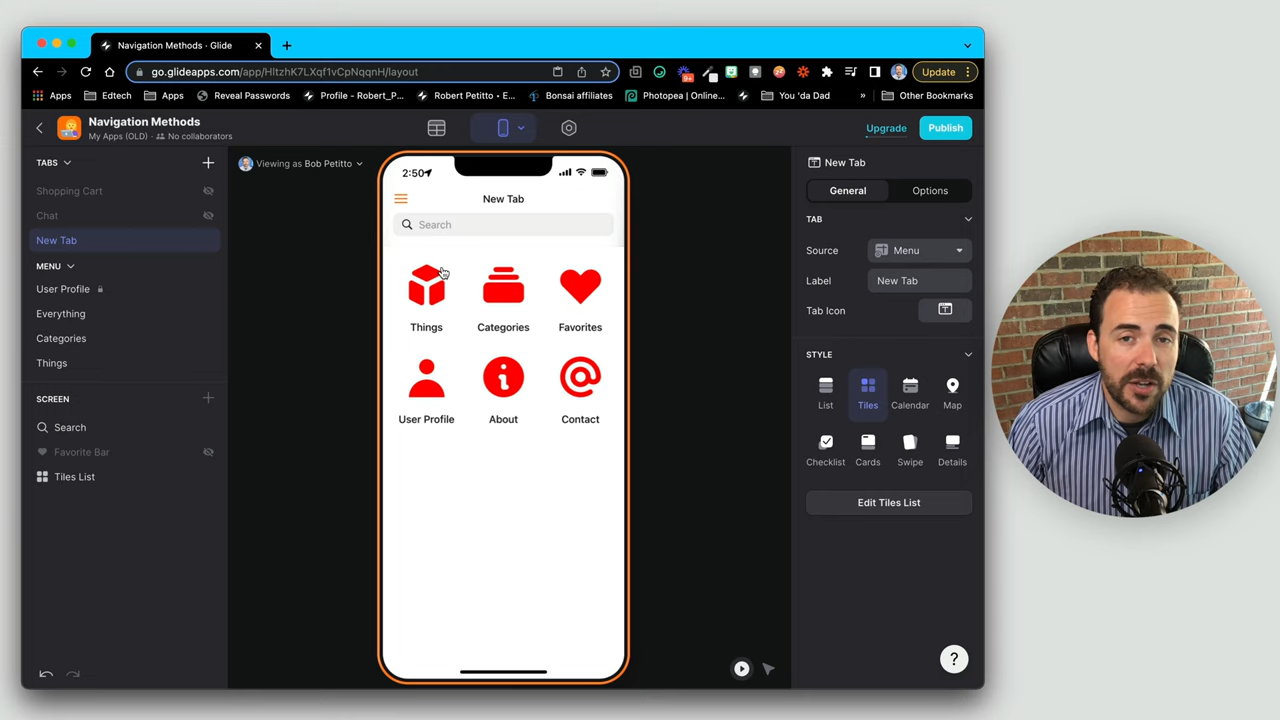 Navigation Methods · Glide
go.glideapps.com/app/HItzhK7LXqf1vCpNqqnH/layout
9+
Update
Apps
Edtech
Apps
Reveal Passwords
Profile - Robert_P...
Robert Petitto • E...
Bonsai affiliates
Photopea | Online...
You 'da Dad
»
Other Bookmarks
Navigation Methods
My Apps (OLD) · No collaborators
Upgrade
Publish
TABS
Shopping Cart
Chat
New Tab
MENU
User Profile
Everything
Categories
Things
SCREEN
Search
Favorite Bar
Tiles List
Viewing as Bob Petitto
2:50
New Tab
Search
Things
Categories
Favorites
User Profile
About
Contact
New Tab
General
Options
TAB
Source
Menu
Label
New Tab
Tab Icon
STYLE
List
Tiles
Calendar
Map
Checklist
Cards
Swipe
Details
Edit Tiles List
?